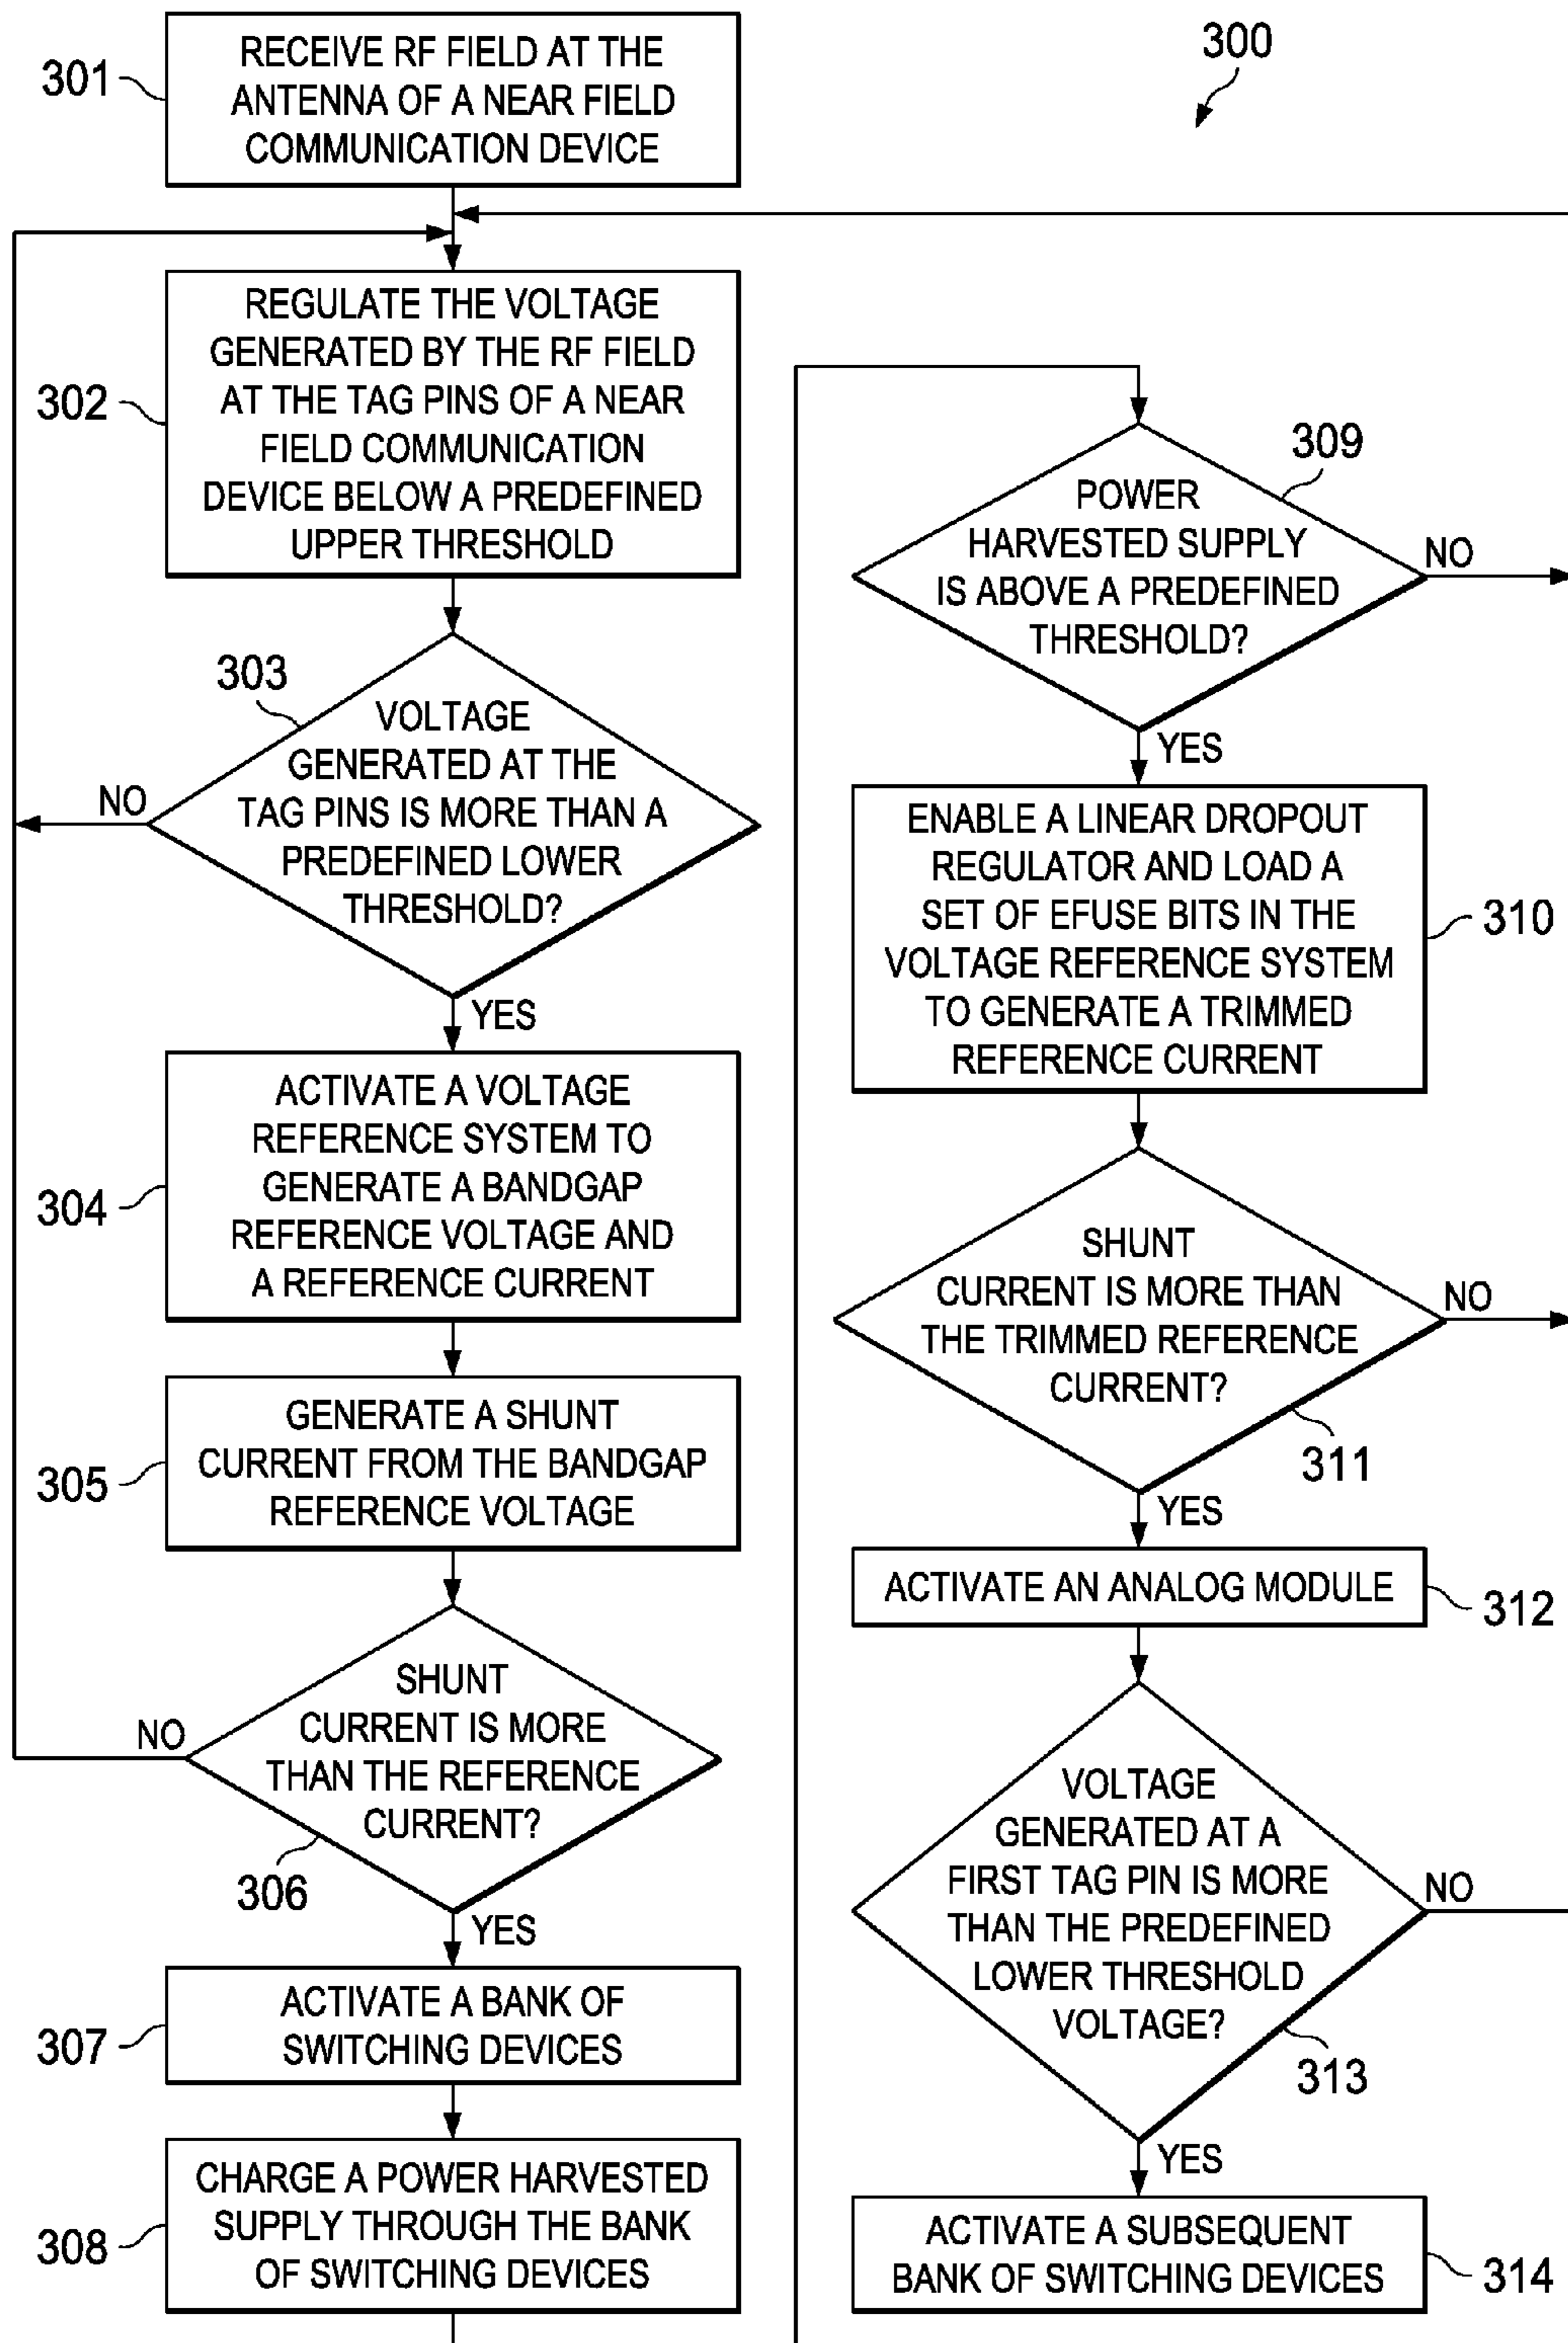 300
301
RECEIVE RF FIELD AT THE
ANTENNA OF A NEAR FIELD
COMMUNICATION DEVICE
302
REGULATE THE VOLTAGE
GENERATED BY THE RF FIELD
AT THE TAG PINS OF A NEAR
FIELD COMMUNICATION
DEVICE BELOW A PREDEFINED
UPPER THRESHOLD
303
VOLTAGE
GENERATED AT THE
TAG PINS IS MORE THAN A
PREDEFINED LOWER
THRESHOLD?
NO
YES
304
ACTIVATE A VOLTAGE
REFERENCE SYSTEM TO
GENERATE A BANDGAP
REFERENCE VOLTAGE AND
A REFERENCE CURRENT
305
GENERATE A SHUNT
CURRENT FROM THE BANDGAP
REFERENCE VOLTAGE
306
SHUNT
CURRENT IS MORE
THAN THE REFERENCE
CURRENT?
NO
YES
307
ACTIVATE A BANK OF
SWITCHING DEVICES
308
CHARGE A POWER HARVESTED
SUPPLY THROUGH THE BANK
OF SWITCHING DEVICES
309
POWER
HARVESTED SUPPLY
IS ABOVE A PREDEFINED
THRESHOLD?
NO
YES
ENABLE A LINEAR DROPOUT
REGULATOR AND LOAD A
SET OF EFUSE BITS IN THE
VOLTAGE REFERENCE SYSTEM
TO GENERATE A TRIMMED
REFERENCE CURRENT
310
SHUNT
CURRENT IS MORE THAN
THE TRIMMED REFERENCE
CURRENT?
NO
311
YES
ACTIVATE AN ANALOG MODULE
312
VOLTAGE
GENERATED AT A
FIRST TAG PIN IS MORE
THAN THE PREDEFINED
LOWER THRESHOLD
VOLTAGE?
NO
313
YES
ACTIVATE A SUBSEQUENT
BANK OF SWITCHING DEVICES
314